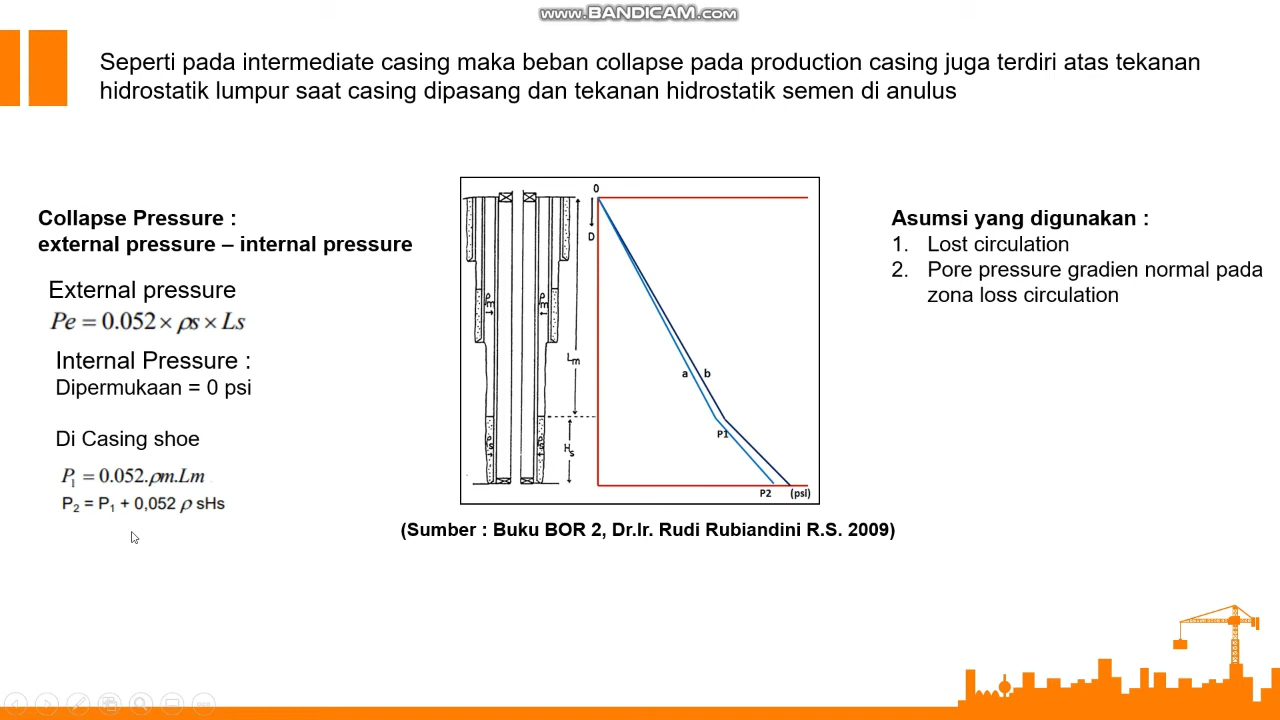 www.BANDICAM.com
Seperti pada intermediate casing maka beban collapse pada production casing juga terdiri atas tekanan
hidrostatik lumpur saat casing dipasang dan tekanan hidrostatik semen di anulus
Collapse Pressure :
external pressure – internal pressure
External pressure
Pe = 0.052 × ρs × Ls
Internal Pressure :
Dipermukaan = 0 psi
Di Casing shoe
P₁ = 0.052.ρm.Lm
P₂ = P₁ + 0,052 ρ sHs
0
D
Pm
Pm
Lm
a b
P1
Ps
Ps
Hs
P2 (psi)
(Sumber : Buku BOR 2, Dr.Ir. Rudi Rubiandini R.S. 2009)
Asumsi yang digunakan :
1. Lost circulation
2. Pore pressure gradien normal pada
zona loss circulation